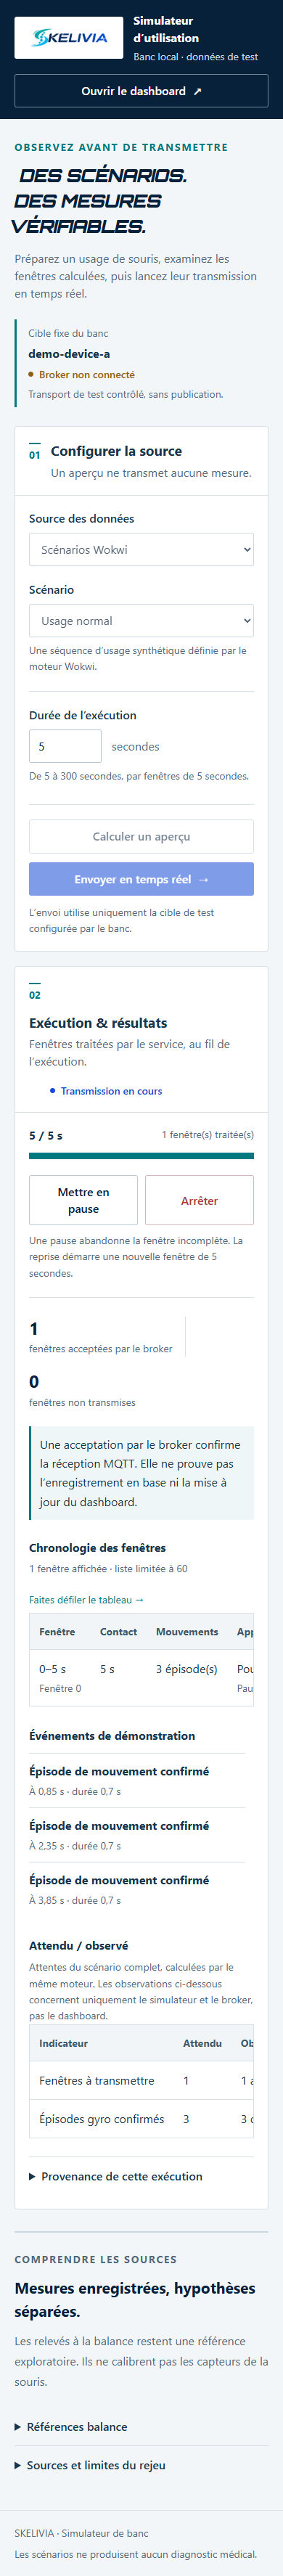 SKELIVIA
Simulateur
d’utilisation
Banc local · données de test
Ouvrir le dashboard ↗
OBSERVEZ AVANT DE TRANSMETTRE
DES SCÉNARIOS.
DES MESURES
VÉRIFIABLES.
Préparez un usage de souris, examinez les
fenêtres calculées, puis lancez leur transmission
en temps réel.
Cible fixe du banc
demo-device-a
Broker non connecté
Transport de test contrôlé, sans publication.
01
Configurer la source
Un aperçu ne transmet aucune mesure.
Source des données
Scénarios Wokwi
Scénario
Usage normal
Une séquence d’usage synthétique définie par le
moteur Wokwi.
Durée de l’exécution
5 secondes
De 5 à 300 secondes, par fenêtres de 5 secondes.
Calculer un aperçu
Envoyer en temps réel →
L’envoi utilise uniquement la cible de test
configurée par le banc.
02
Exécution & résultats
Fenêtres traitées par le service, au fil de
l’exécution.
Transmission en cours
5 / 5 s 1 fenêtre(s) traitée(s)
Mettre en
pause
Arrêter
Une pause abandonne la fenêtre incomplète. La
reprise démarre une nouvelle fenêtre de 5
secondes.
1
fenêtres acceptées par le broker
0
fenêtres non transmises
Une acceptation par le broker confirme
la réception MQTT. Elle ne prouve pas
l’enregistrement en base ni la mise à
jour du dashboard.
Chronologie des fenêtres
1 fenêtre affichée · liste limitée à 60
Faites défiler le tableau →
Fenêtre Contact Mouvements App
0–5 s 5 s 3 épisode(s) Pou
Fenêtre 0 Pau
Événements de démonstration
Épisode de mouvement confirmé
À 0,85 s · durée 0,7 s
Épisode de mouvement confirmé
À 2,35 s · durée 0,7 s
Épisode de mouvement confirmé
À 3,85 s · durée 0,7 s
Attendu / observé
Attentes du scénario complet, calculées par le
même moteur. Les observations ci-dessous
concernent uniquement le simulateur et le broker,
pas le dashboard.
Indicateur Attendu Ob
Fenêtres à transmettre 1 1 a
Épisodes gyro confirmés 3 3
Provenance de cette exécution
COMPRENDRE LES SOURCES
Mesures enregistrées, hypothèses
séparées.
Les relevés à la balance restent une référence
exploratoire. Ils ne calibrent pas les capteurs de la
souris.
Références balance
Sources et limites du rejeu
SKELIVIA · Simulateur de banc
Les scénarios ne produisent aucun diagnostic médical.